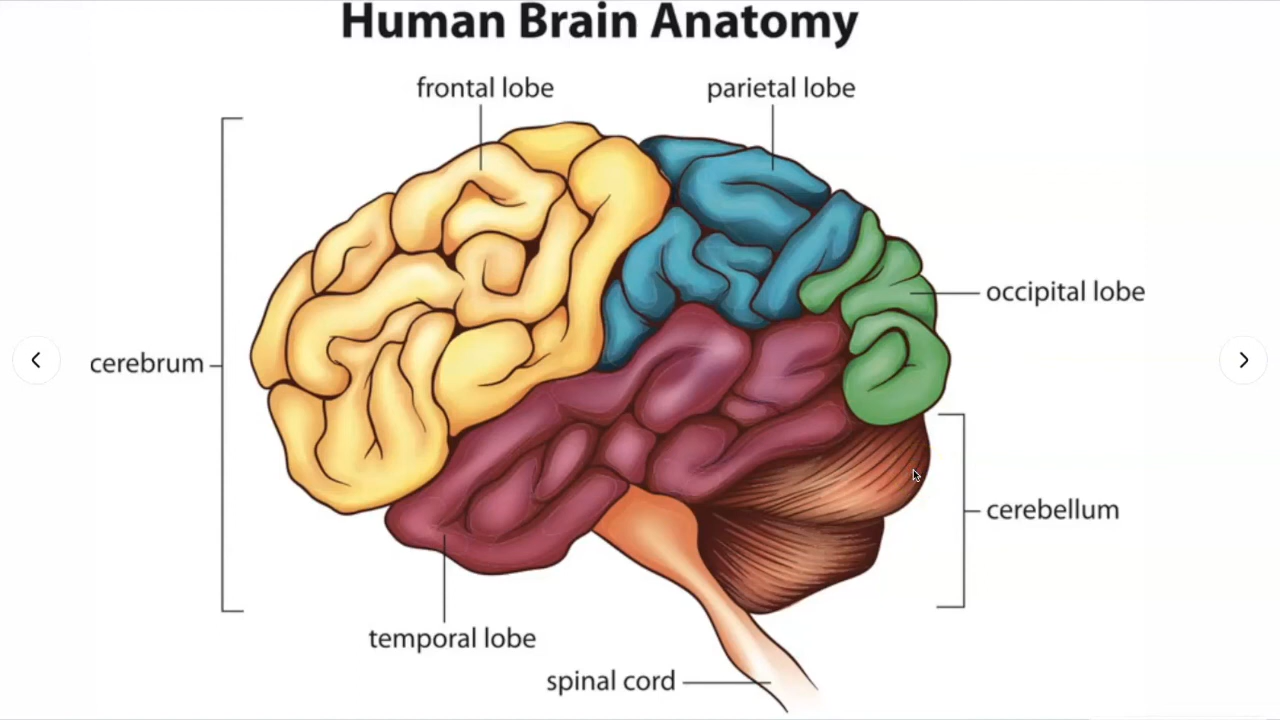 Human Brain Anatomy
frontal lobe
parietal lobe
occipital lobe
cerebrum
cerebellum
temporal lobe
spinal cord